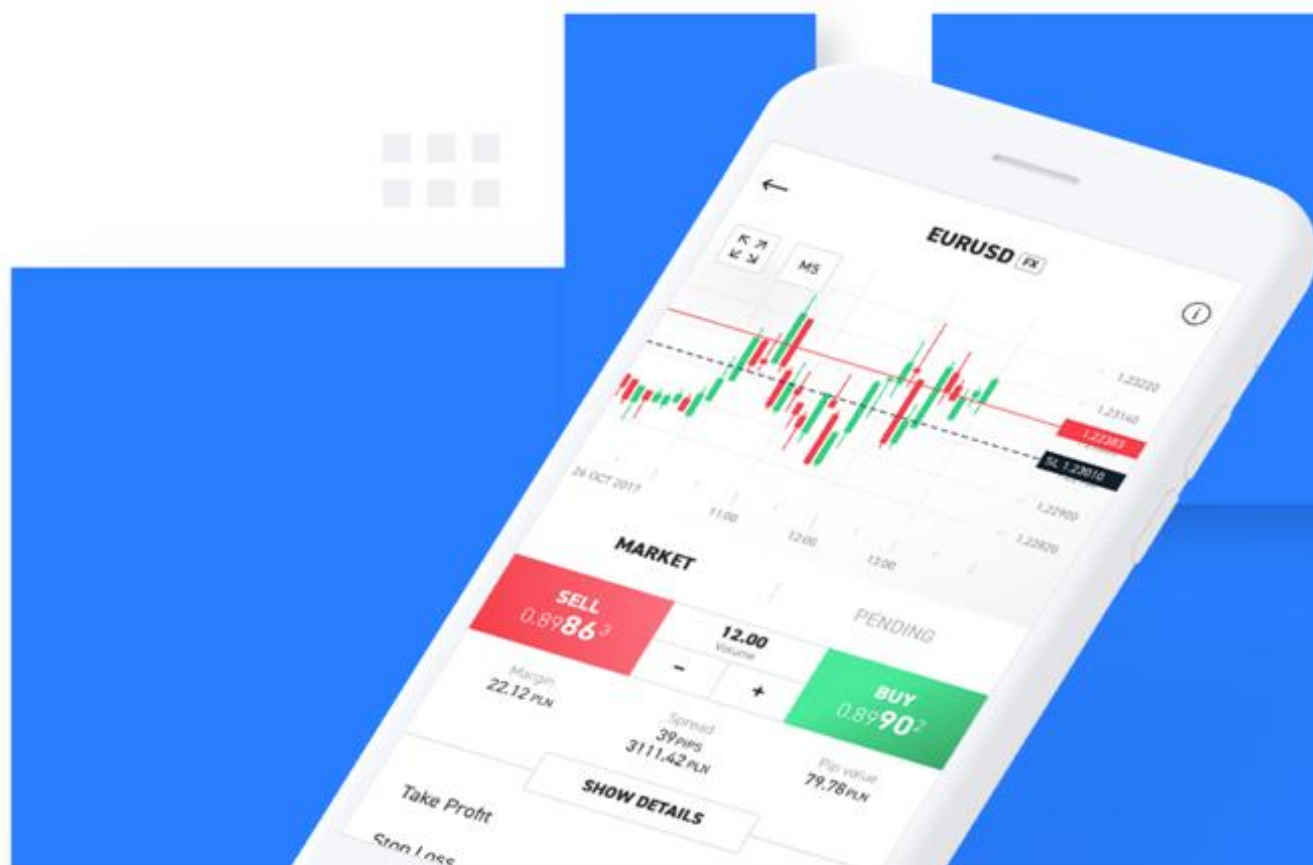 EURUSD FX
M5
1,23220
1,23140
1,22383
SL 1,23010
1,22900
1,22820
26 OCT 2017
11:00
12:00
13:00
MARKET
PENDING
SELL
0.89863
12.00
Volume
-
+
BUY
0.89902
Margin
22.12 PLN
Spread
39 PIPS
3111.42 PLN
Pip value
79.78 PLN
SHOW DETAILS
Take Profit
Stop Loss